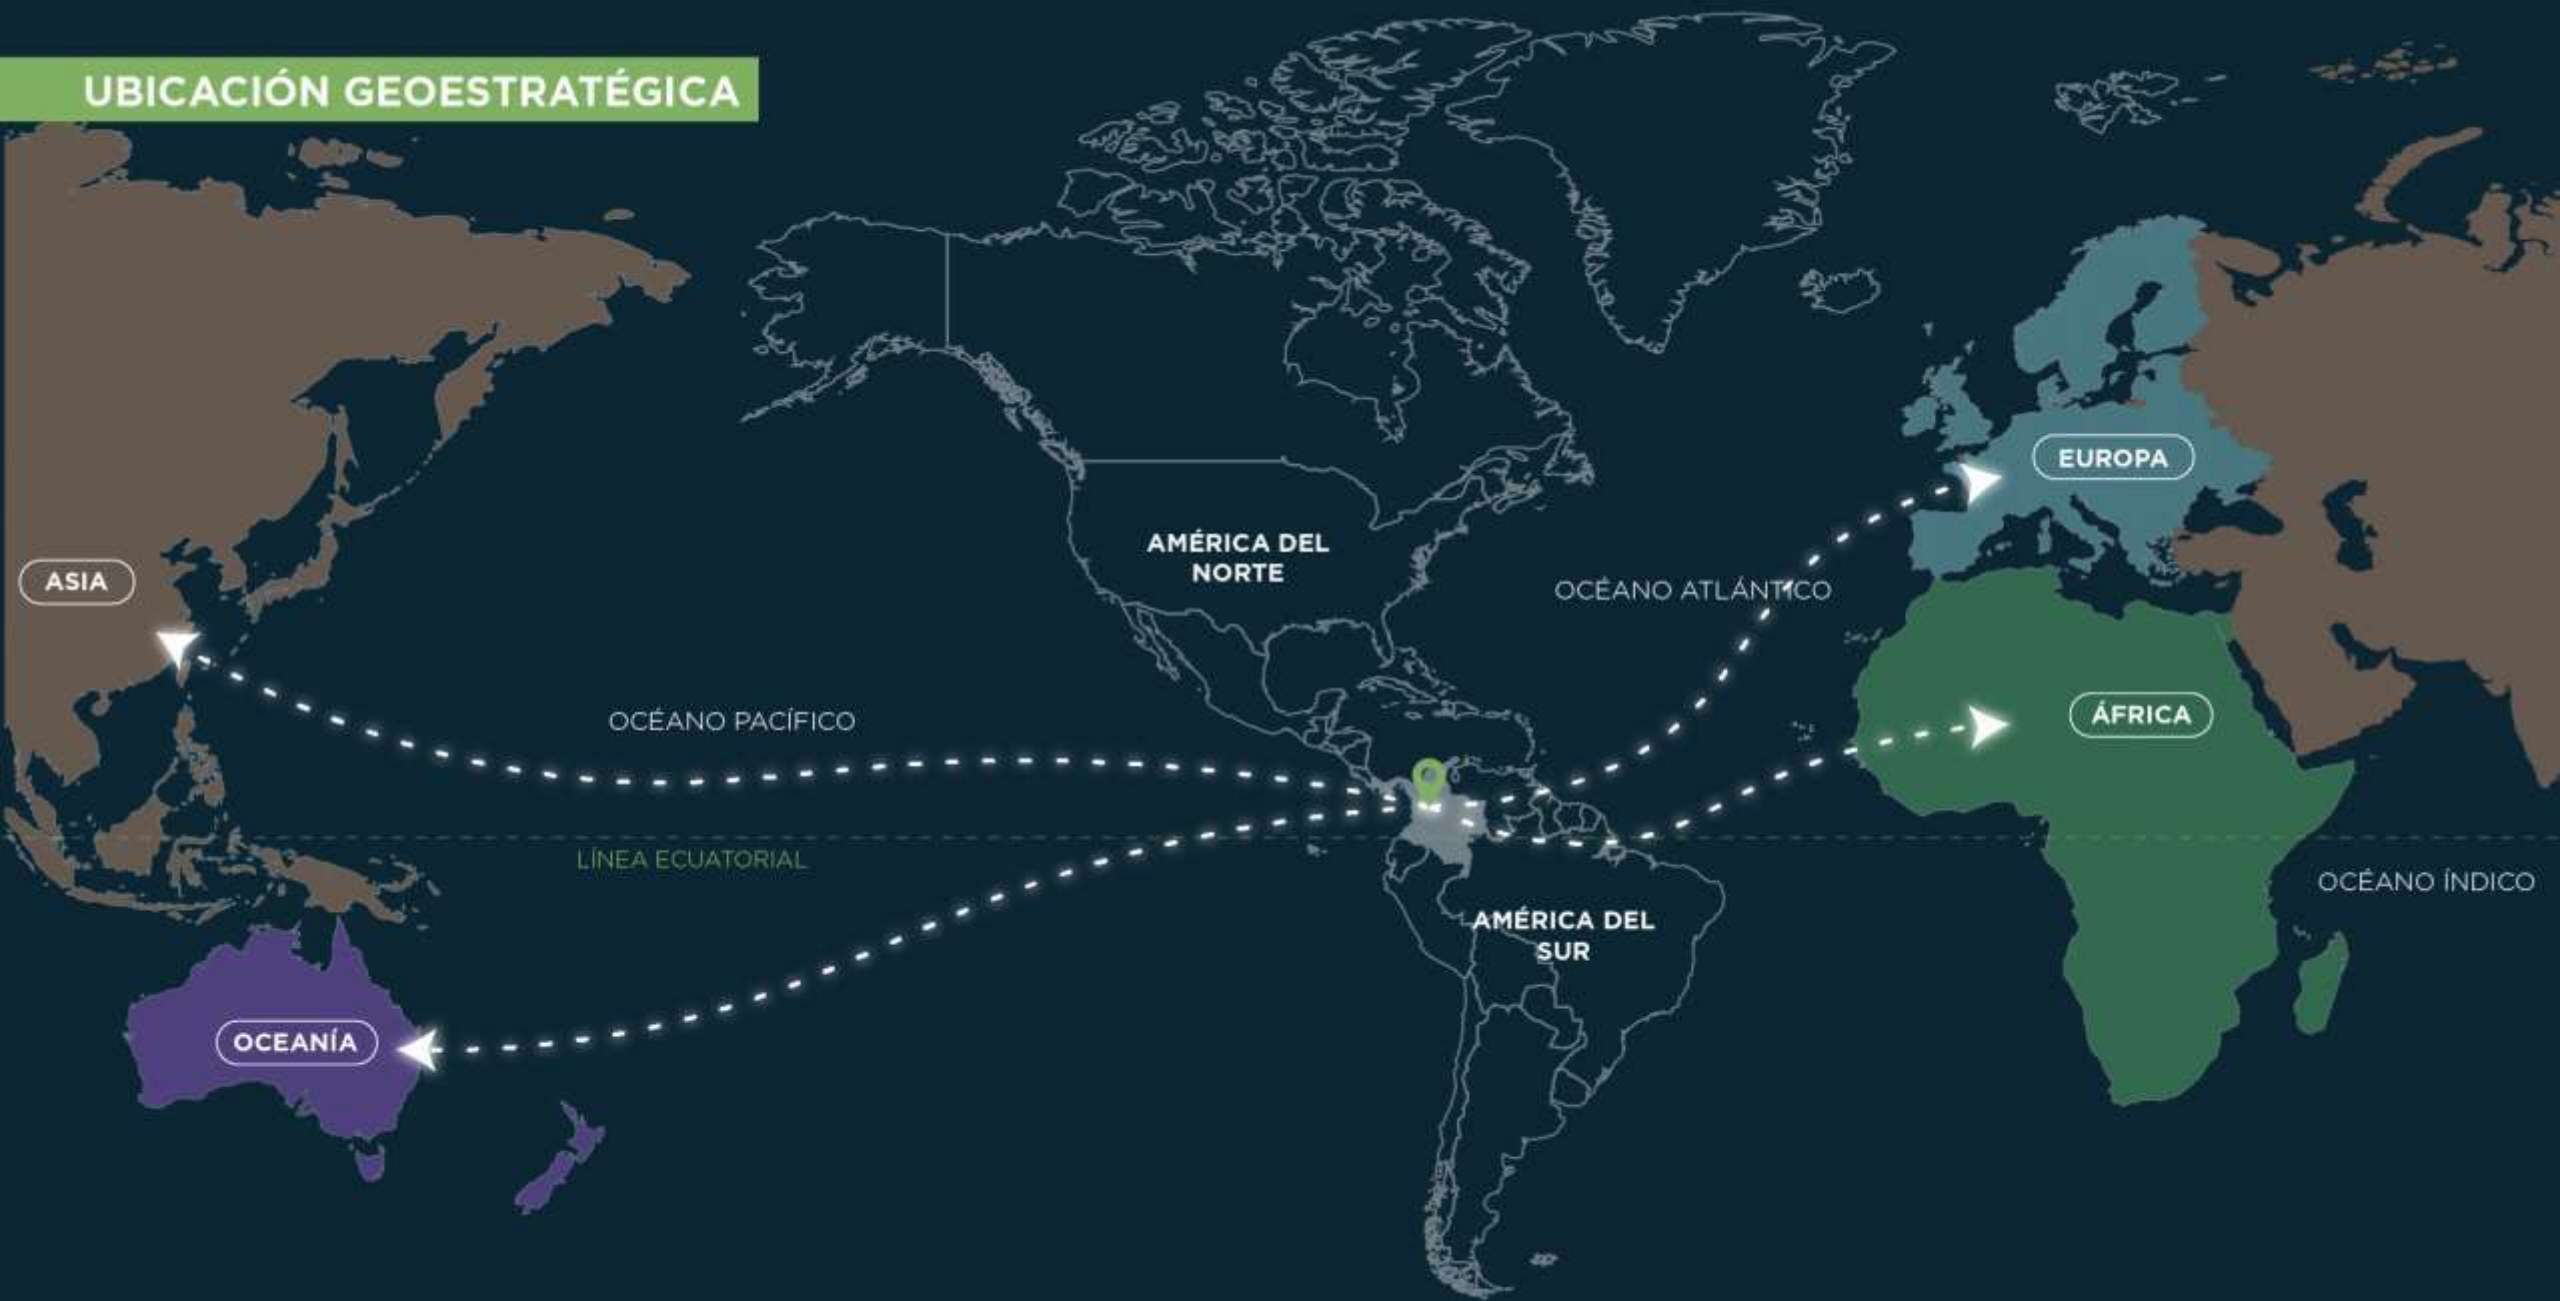 UBICACIÓN GEOESTRATÉGICA
EUROPA
AMÉRICA DEL
NORTE
ASIA
OCÉANO ATLÁNTICO
OCÉANO PACÍFICO
ÁFRICA
LÍNEA ECUATORIAL
OCÉANO ÍNDICO
AMÉRICA DEL
SUR
OCEANÍA